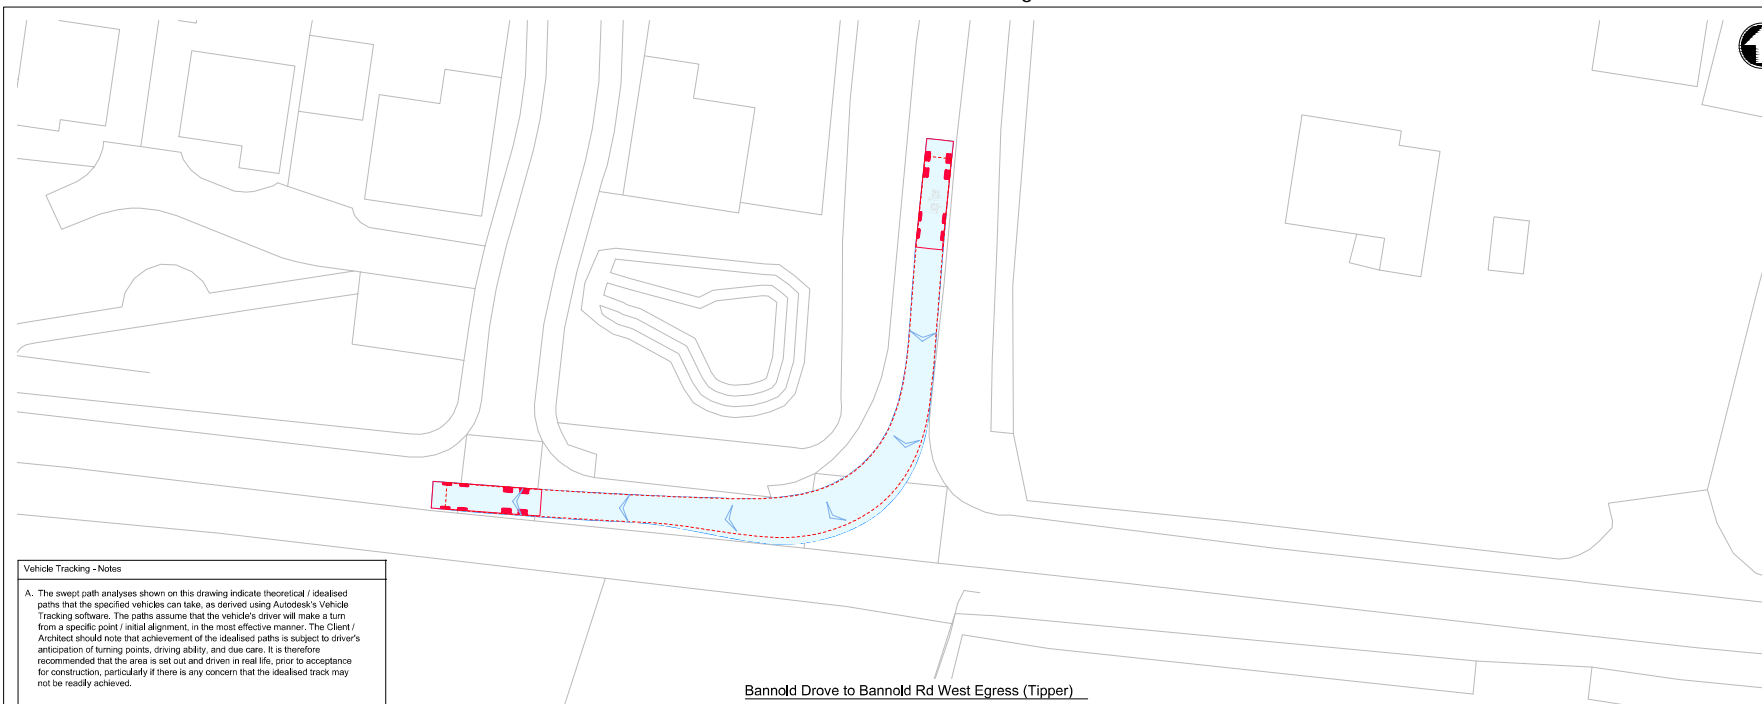 Vehicle Tracking - Notes
A. The swept path analyses shown on this drawing indicate theoretical / idealised
paths that the specified vehicles can take, as derived using Autodesk's Vehicle
Tracking software. The paths assume that the vehicle's driver will make a turn
from a specific point / initial alignment, in the most effective manner. The Client /
Architect should note that achievement of the idealised paths is subject to driver's
anticipation of turning points, driving ability, and due care. It is therefore
recommended that the area is set out and driven in real life, prior to acceptance
for construction, particularly if there is any concern that the idealised track may
not be readily achieved.
Bannold Drove to Bannold Rd West Egress (Tipper)